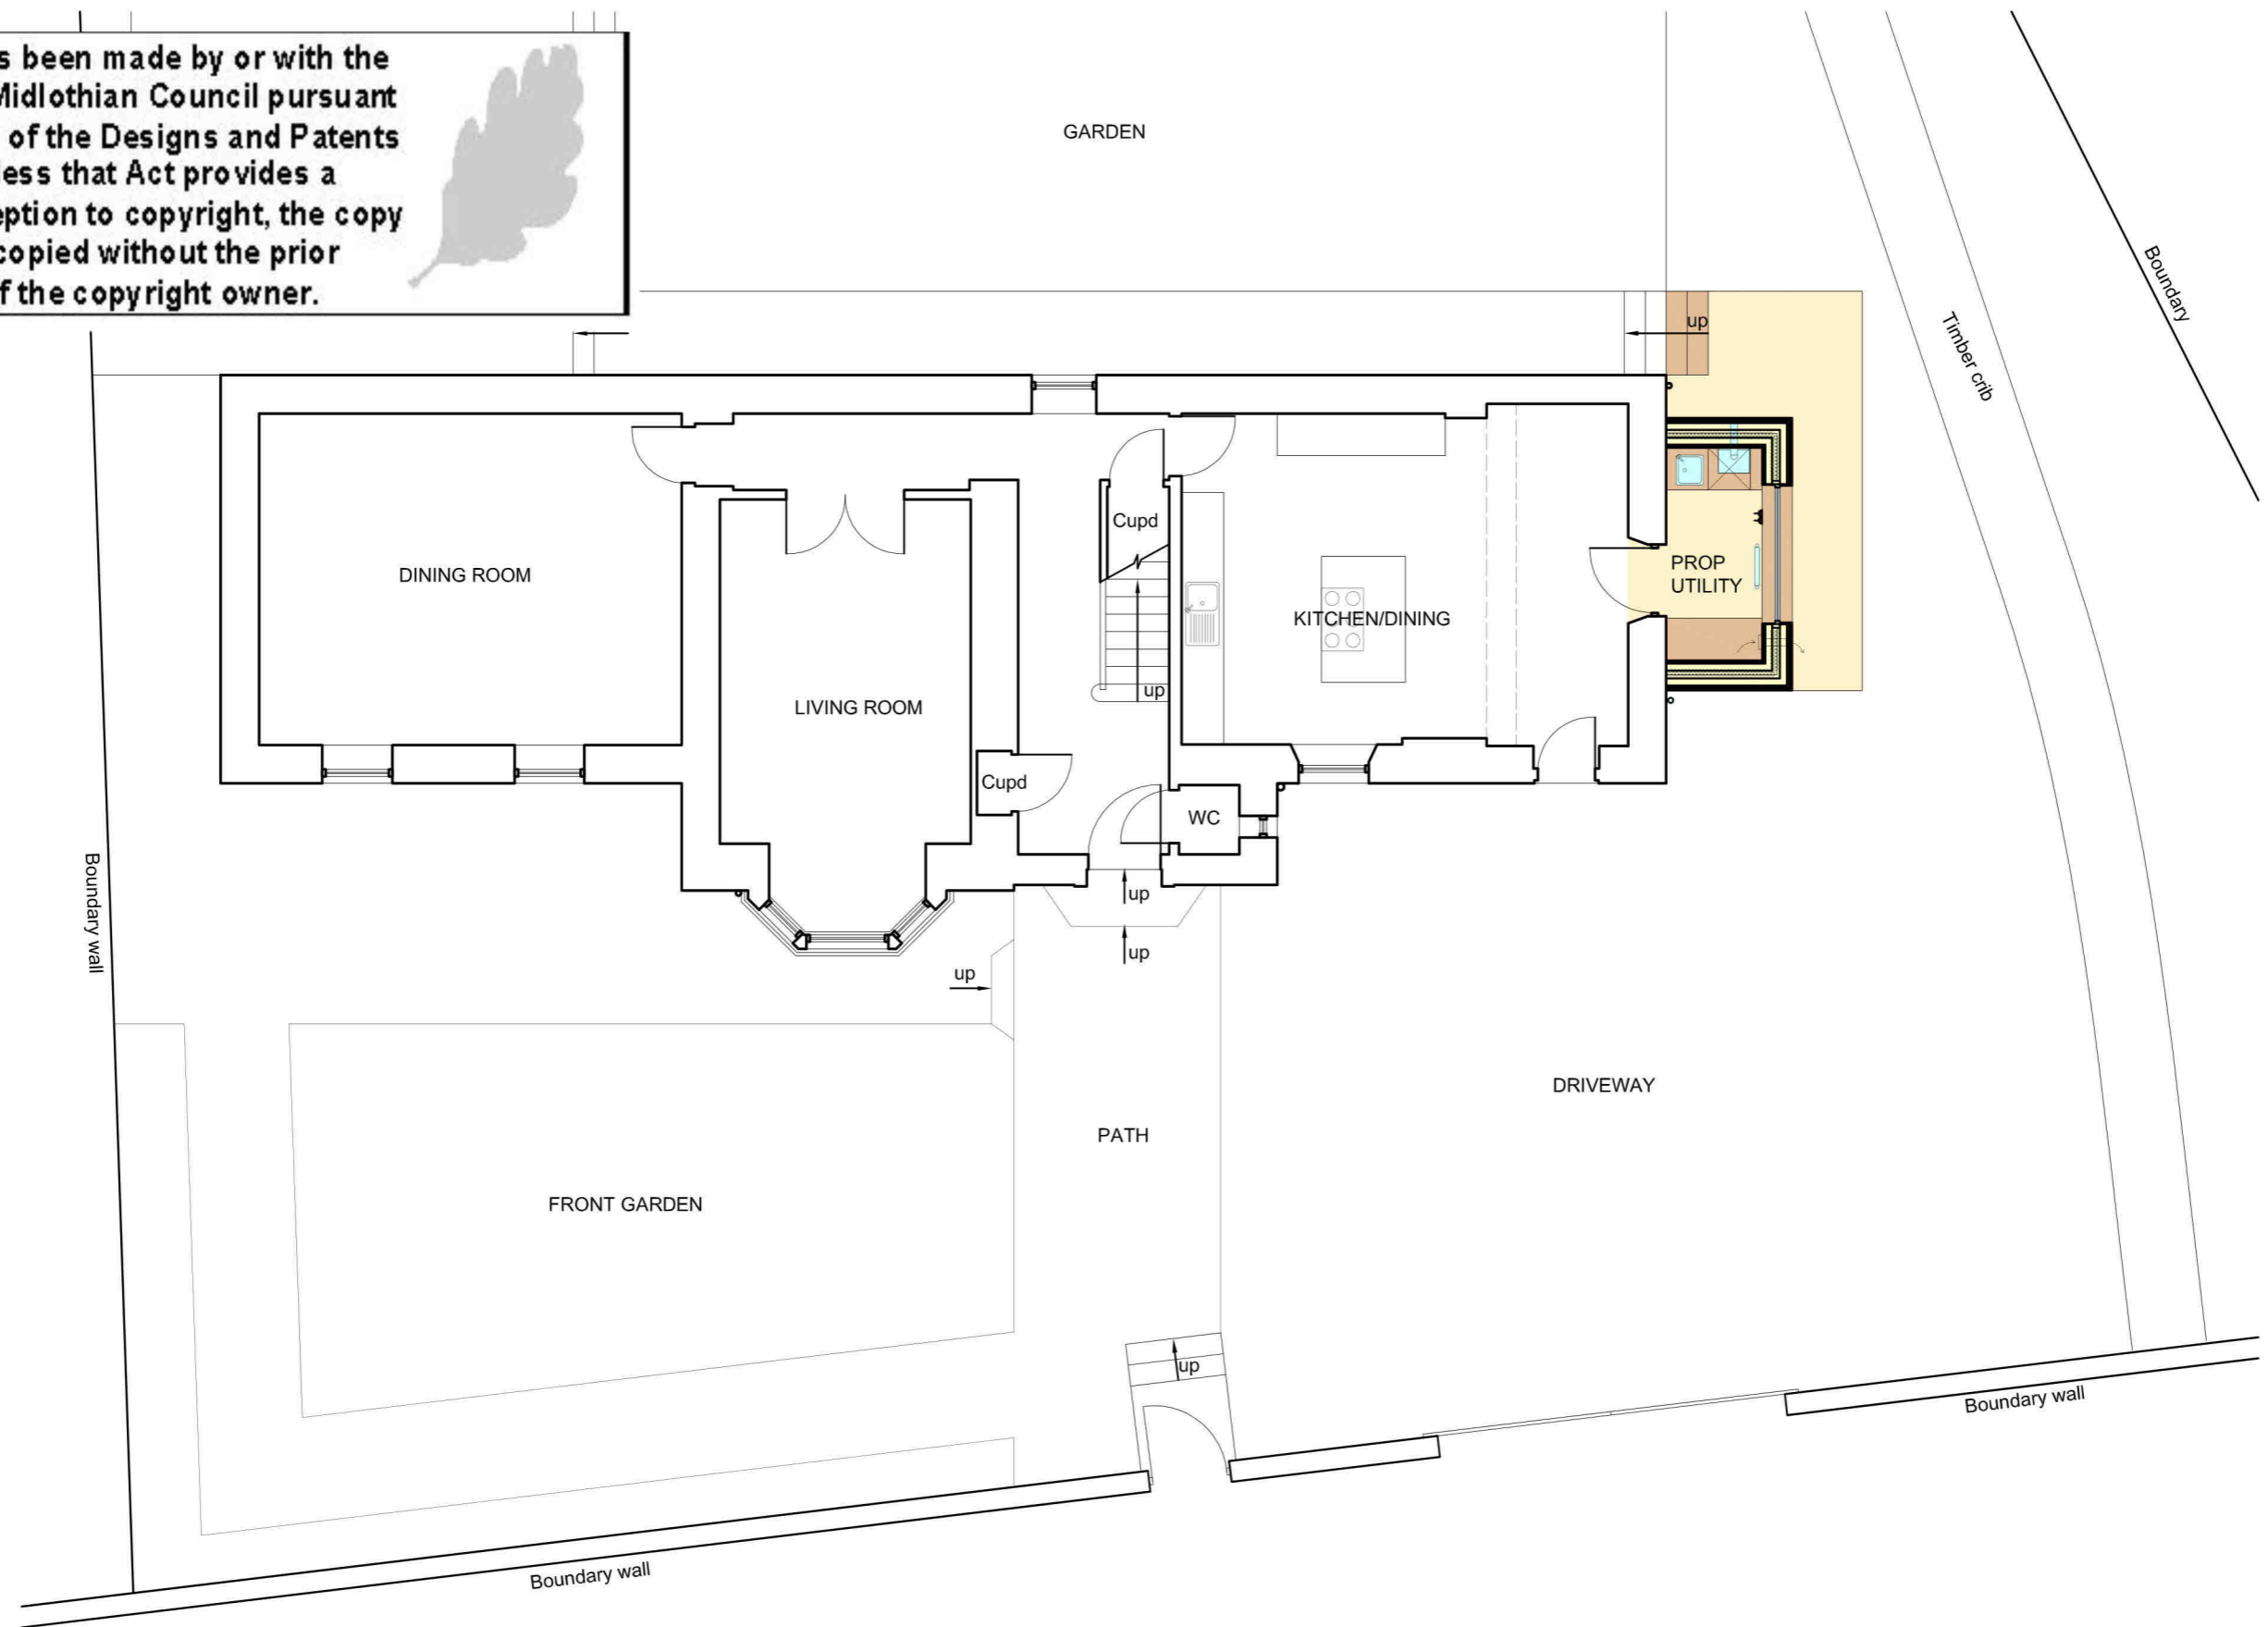 s been made by or with the
Midlothian Council pursuant
of the Designs and Patents
less that Act provides a
eption to copyright, the copy
copied without the prior
f the copyright owner.
GARDEN
Boundary
Timber crib
up
DINING ROOM
Cupd
PROP
UTILITY
KITCHEN/DINING
up
LIVING ROOM
Cupd
WC
Boundary wall
up
up
up
DRIVEWAY
PATH
FRONT GARDEN
up
Boundary wall
Boundary wall